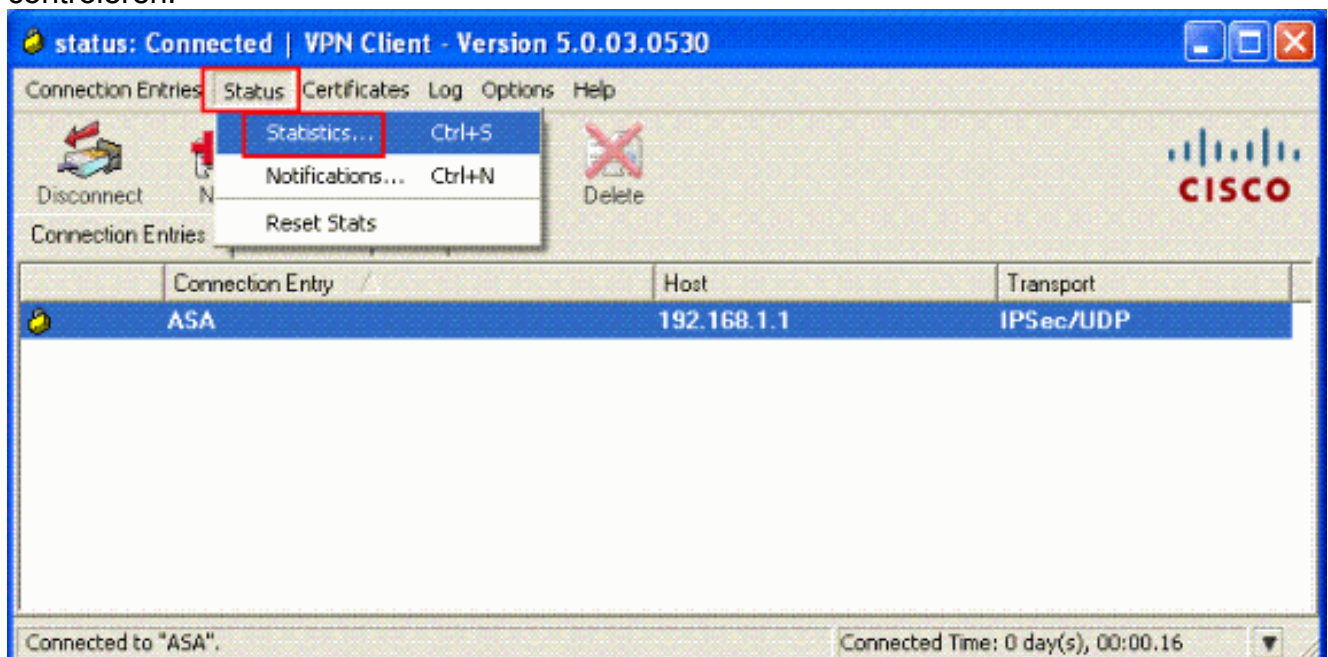 status: Connected | VPN Client - Version 5.0.03.0530
Connection Entries Status Certificates Log Options Help
Statistics... Ctrl+S
Notifications... Ctrl+N
Reset Stats
Disconnect N Delete
CISCO
Connection Entries
Connection Entry / Host Transport
ASA 192.168.1.1 IPSec/UDP
Connected to "ASA". Connected Time: 0 day(s), 00:00.16